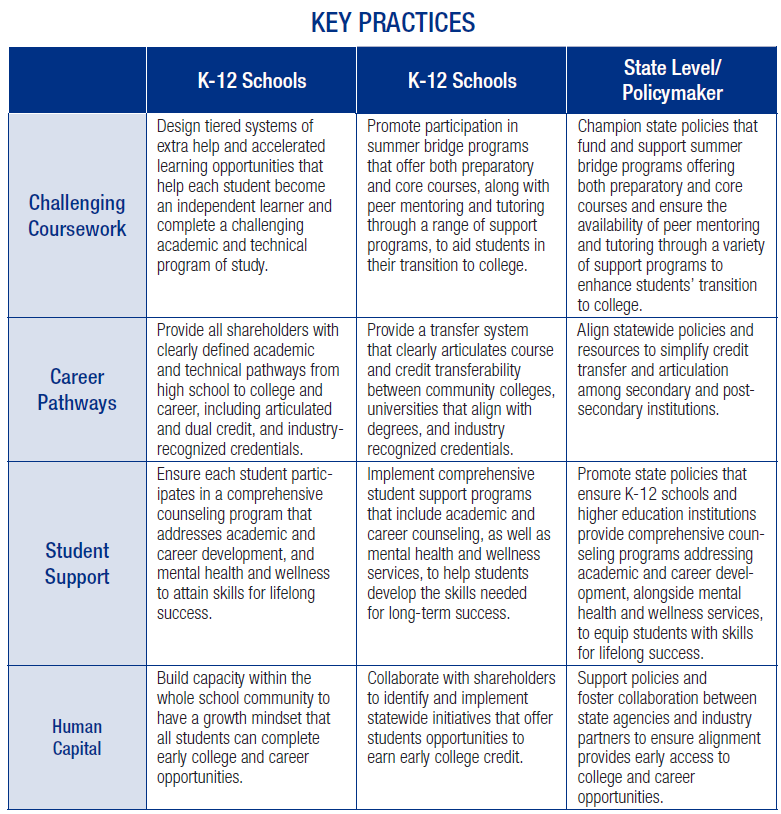 KEY PRACTICES
K-12 Schools
K-12 Schools
State Level/
Policymaker
Challenging
Coursework
Design tiered systems of
extra help and accelerated
learning opportunities that
help each student become
an independent learner and
complete a challenging
academic and technical
program of study.
Promote participation in
summer bridge programs
that offer both preparatory
and core courses, along with
peer mentoring and tutoring
through a range of support
programs, to aid students in
their transition to college.
Champion state policies that
fund and support summer
bridge programs offering
both preparatory and core
courses and ensure the
availability of peer mentoring
and tutoring through a variety
of support programs to
enhance students' transition
to college.
Career
Pathways
Provide all shareholders with
clearly defined academic
and technical pathways from
high school to college and
career, including articulated
and dual credit, and industry-
recognized credentials.
Provide a transfer system
that clearly articulates course
and credit transferability
between community colleges,
universities that align with
degrees, and industry
recognized credentials.
Align statewide policies and
resources to simplify credit
transfer and articulation
among secondary and post-
secondary institutions.
Student
Support
Ensure each student partic-
ipates in a comprehensive
counseling program that
addresses academic and
career development, and
mental health and wellness
to attain skills for lifelong
success.
Implement comprehensive
student support programs
that include academic and
career counseling, as well as
mental health and wellness
services, to help students
develop the skills needed
for long-term success.
Promote state policies that
ensure K-12 schools and
higher education institutions
provide comprehensive coun-
seling programs addressing
academic and career devel-
opment, alongside mental
health and wellness services,
to equip students with skills
for lifelong success.
Human
Capital
Build capacity within the
whole school community to
have a growth mindset that
all students can complete
early college and career
opportunities.
Collaborate with shareholders
to identify and implement
statewide initiatives that offer
students opportunities to
earn early college credit.
Support policies and
foster collaboration between
state agencies and industry
partners to ensure alignment
provides early access to
college and career
opportunities.